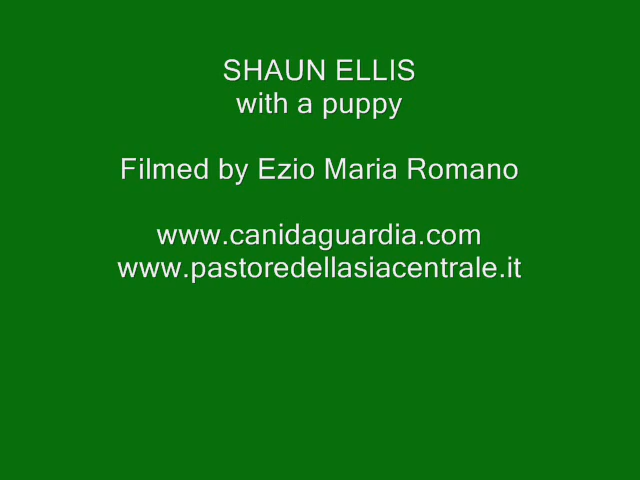 SHAUN ELLIS
with a puppy
Filmed by Ezio Maria Romano
www.canidaguardia.com
www.pastoredellasiacentrale.it